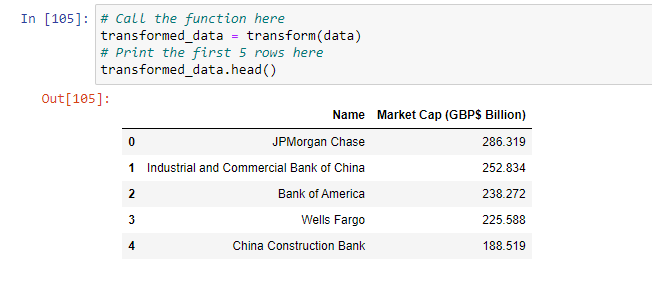 In [105]: # Call the function here
transformed_data = transform(data)
# Print the first 5 rows here
transformed_data.head()
Out[105]:
Name Market Cap (GBP$ Billion)
0 JPMorgan Chase 286.319
1 Industrial and Commercial Bank of China 252.834
2 Bank of America 238.272
3 Wells Fargo 225.588
4 China Construction Bank 188.519